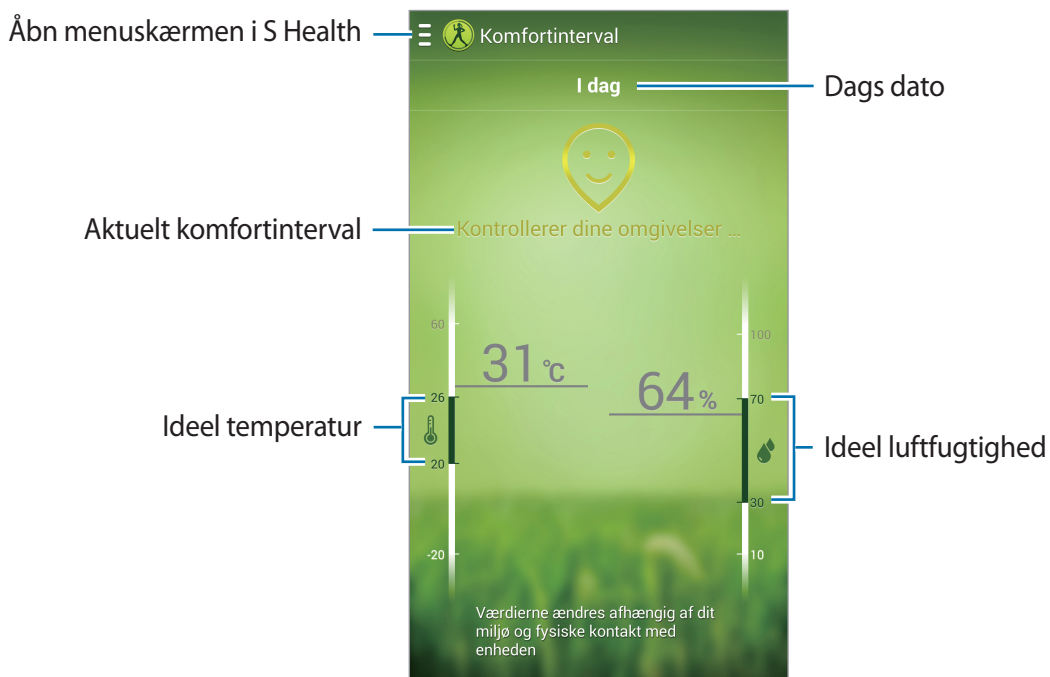 Åbn menuskærmen i S Health
Komfortinterval
I dag
Dags dato
Aktuelt komfortinterval
Kontrollerer dine omgivelser ...
60
100
31 °C
64 %
26
70
Ideel temperatur
Ideel luftfugtighed
20
30
-20
10
Værdierne ændres afhængig af dit
miljø og fysiske kontakt med
enheden